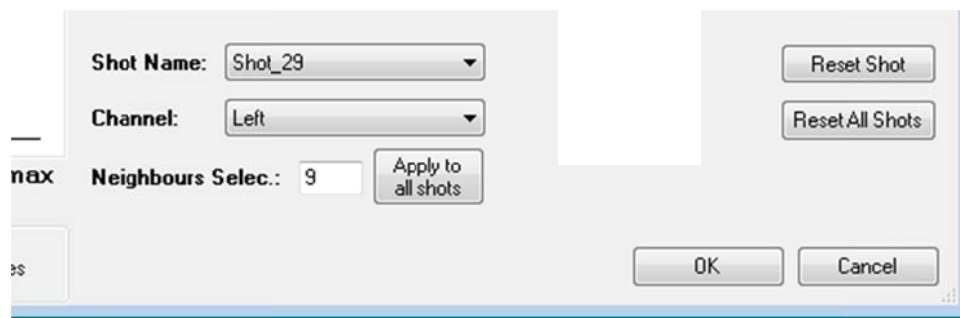 Shot Name: Shot_29
Reset Shot
Channel: Left
Reset All Shots
max
Neighbours Selec.: 9
Apply to
all shots
es
OK
Cancel